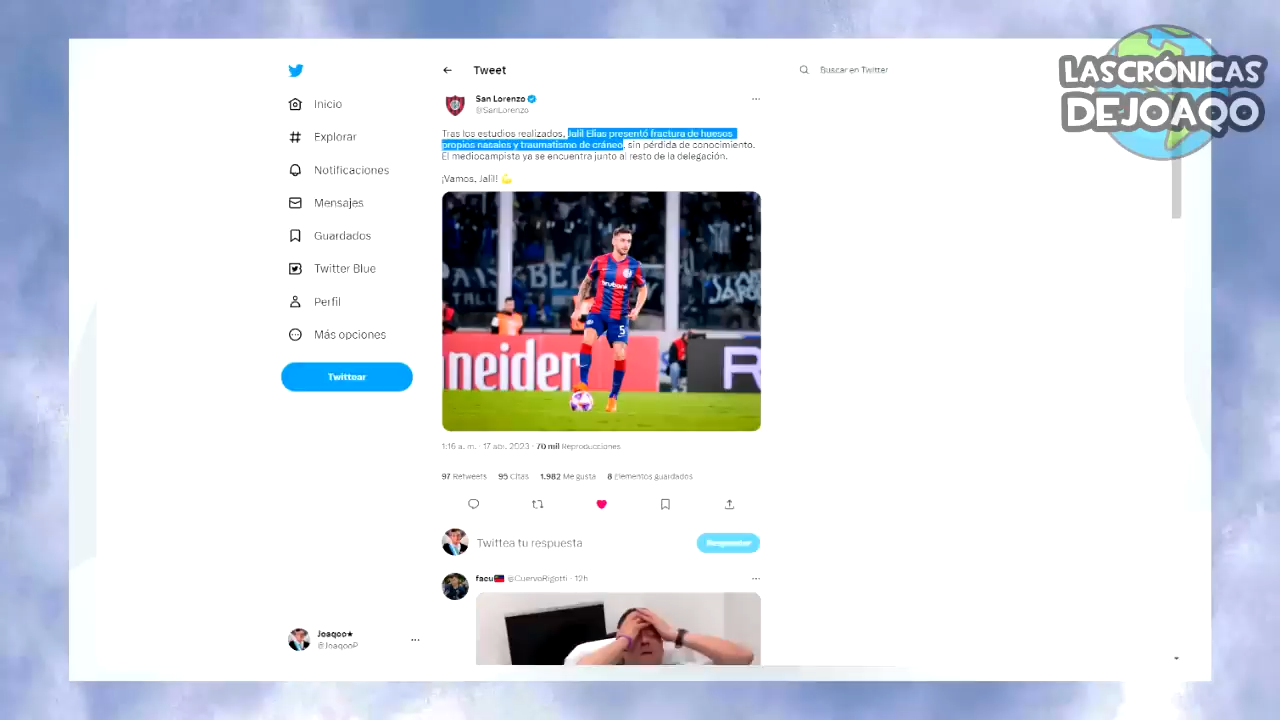 LAS CRÓNICAS
DE JOAQO
Tweet
Buscar en Twitter
San Lorenzo
@SanLorenzo
Inicio
Explorar
Notificaciones
Mensajes
Guardados
Twitter Blue
Perfil
Más opciones
Twittear
Tras los estudios realizados, Jalil Elías presentó fractura de huesos
propios nasales y traumatismo de cráneo, sin pérdida de conocimiento.
El mediocampista ya se encuentra junto al resto de la delegación.
¡Vamos, Jalil! 💪
brubank
5
neider
R
1:16 a. m. · 17 abr. 2023 · 70 mil Reproducciones
97 Retweets 95 Citas 1.982 Me gusta 8 Elementos guardados
Twittea tu respuesta
Responder
facu @CuervoRigotti · 12h
Joaqoo★
@JoaqooP